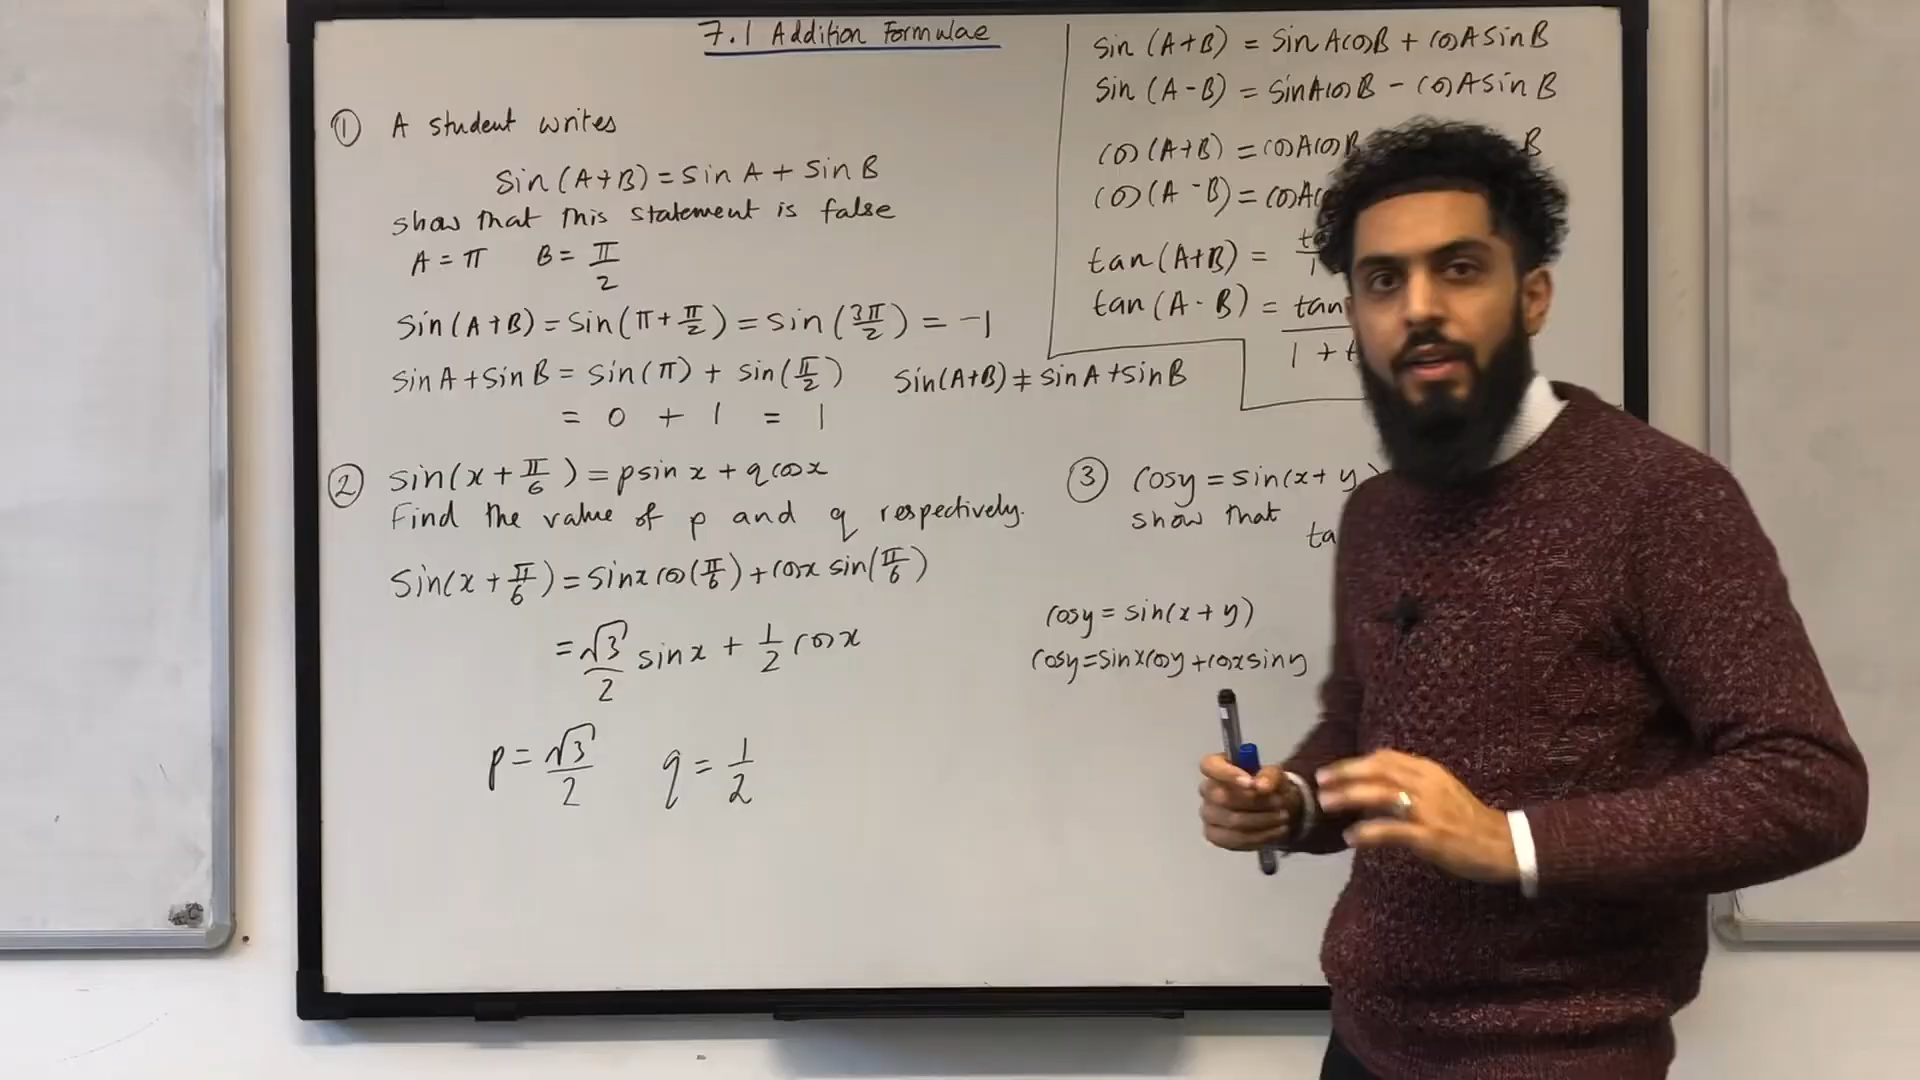 7.1 Addition Formulae
① A student writes
sin(A+B) = sin A + sin B
show that this statement is false
A = π B = π/2
sin(A+B) = sin(π + π/2) = sin(3π/2) = -1
sin A + sin B = sin(π) + sin(π/2) sin(A+B) ≠ sin A + sin B
= 0 + 1 = 1
② sin(x + π/6) = p sin x + q cos x
Find the value of p and q respectively.
sin(x + π/6) = sin x cos(π/6) + cos x sin(π/6)
= √3/2 sin x + 1/2 cos x
p = √3/2 q = 1/2
sin (A+B) = sin A cos B + cos A sin B
sin (A-B) = sin A cos B - cos A sin B
cos (A+B) = cos A cos B B
cos (A-B) = cos A
tan (A+B) =
tan (A-B) = tan
1 +
③ cos y = sin(x + y)
show that
cos y = sin(x + y)
cos y = sin x cos y + cos x sin y